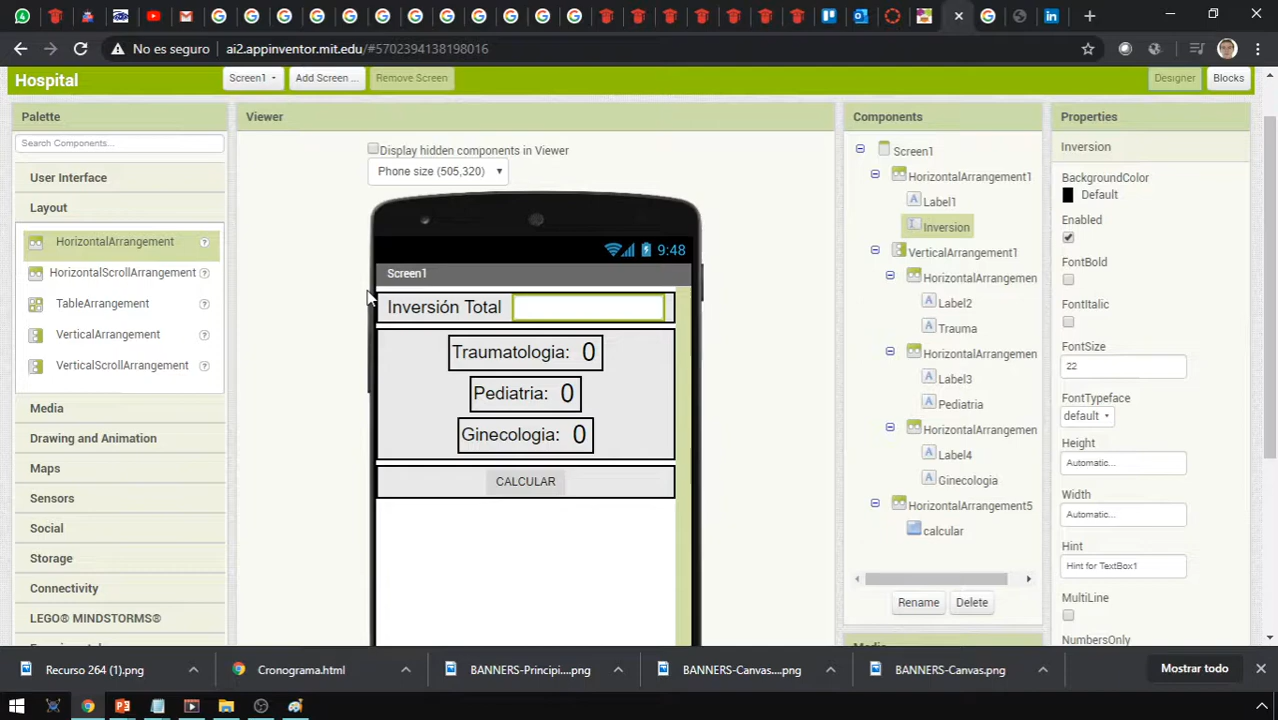 No es seguro
ai2.appinventor.mit.edu/#5702394138198016
Hospital
Screen1
Add Screen ...
Remove Screen
Designer
Blocks
Palette
Search Components...
User Interface
Layout
HorizontalArrangement ?
HorizontalScrollArrangement ?
TableArrangement ?
VerticalArrangement ?
VerticalScrollArrangement ?
Media
Drawing and Animation
Maps
Sensors
Social
Storage
Connectivity
LEGO® MINDSTORMS®
Viewer
Display hidden components in Viewer
Phone size (505,320)
9:48
Screen1
Inversión Total
Traumatologia: 0
Pediatria: 0
Ginecologia: 0
CALCULAR
Components
Screen1
HorizontalArrangement1
Label1
Inversion
VerticalArrangement1
HorizontalArrangemen
Label2
Trauma
HorizontalArrangemen
Label3
Pediatria
HorizontalArrangemen
Label4
Ginecologia
HorizontalArrangement5
calcular
Rename
Delete
Properties
Inversion
BackgroundColor
Default
Enabled
FontBold
FontItalic
FontSize
22
FontTypeface
default
Height
Automatic...
Width
Automatic...
Hint
Hint for TextBox1
MultiLine
NumbersOnly
Recurso 264 (1).png
Cronograma.html
BANNERS-Principi....png
BANNERS-Canvas....png
BANNERS-Canvas.png
Mostrar todo